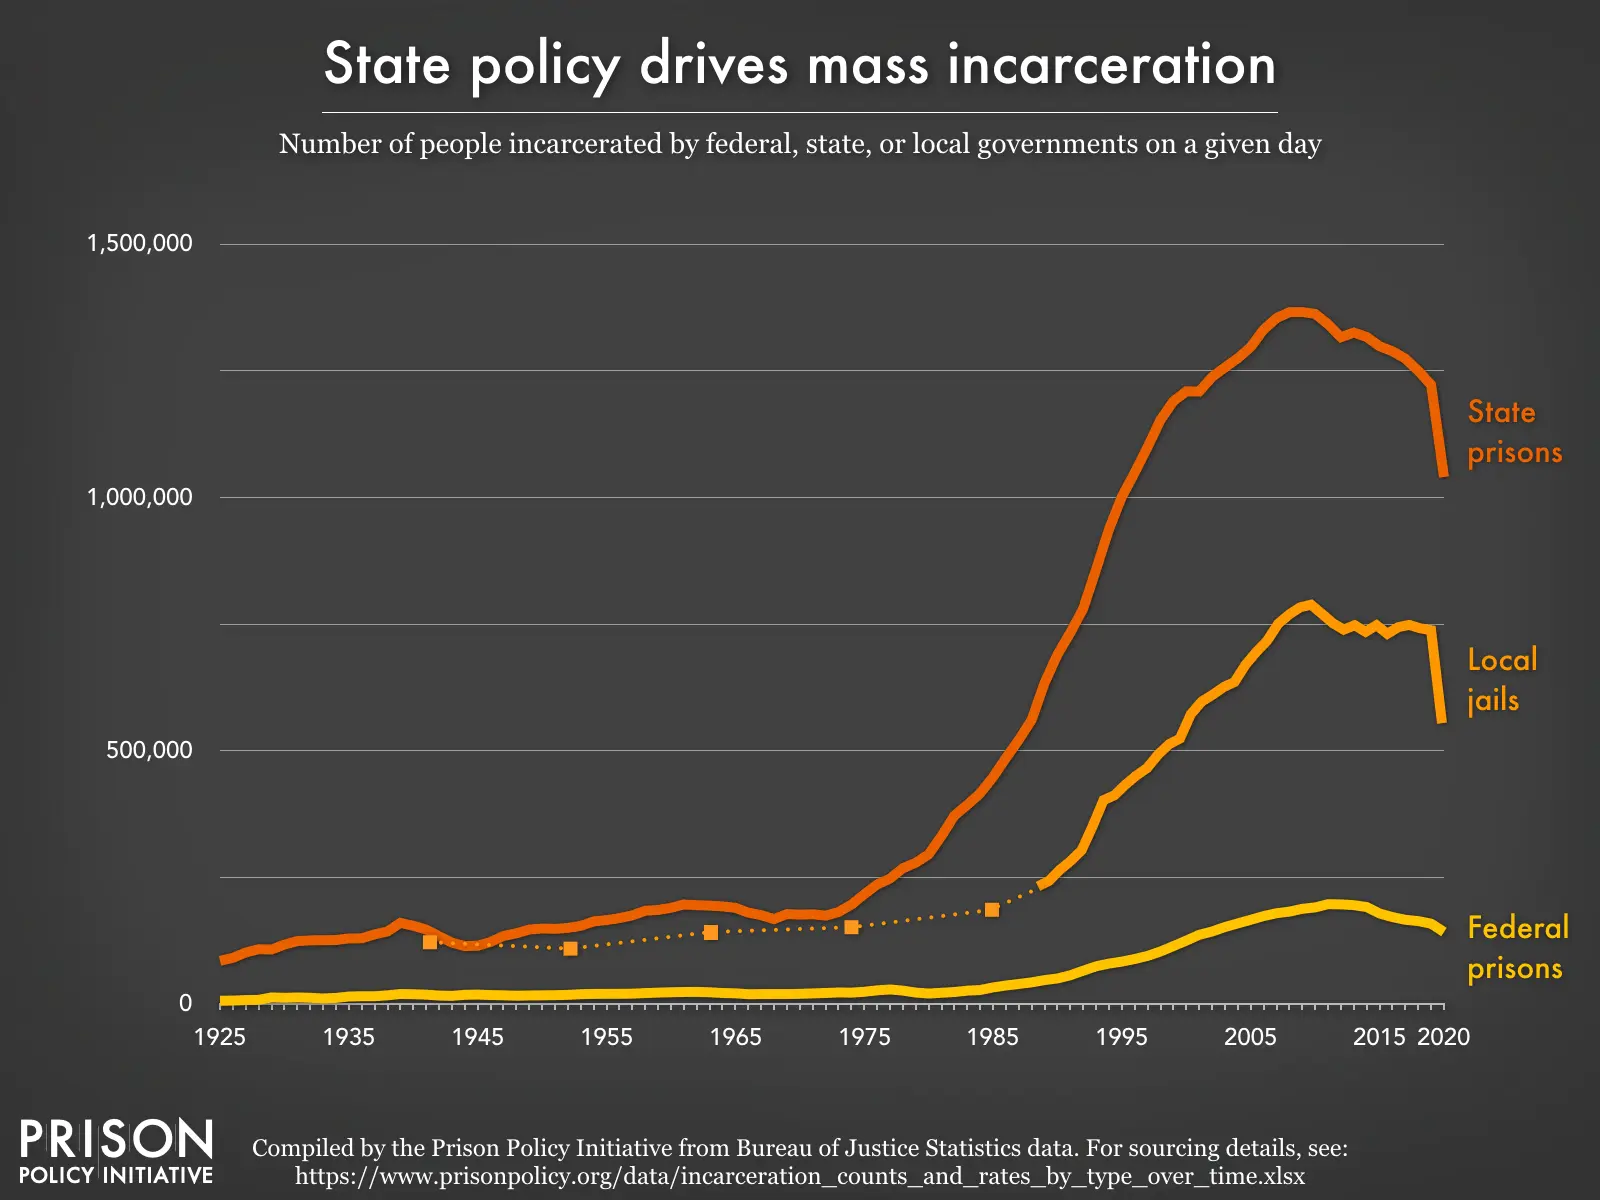 State policy drives mass incarceration
Number of people incarcerated by federal, state, or local governments on a given day
1,500,000
1,000,000
500,000
0
State
prisons
Local
jails
Federal
prisons
1925 1935 1945 1955 1965 1975 1985 1995 2005 2015 2020
PRISON
POLICY INITIATIVE
Compiled by the Prison Policy Initiative from Bureau of Justice Statistics data. For sourcing details, see:
https://www.prisonpolicy.org/data/incarceration_counts_and_rates_by_type_over_time.xlsx